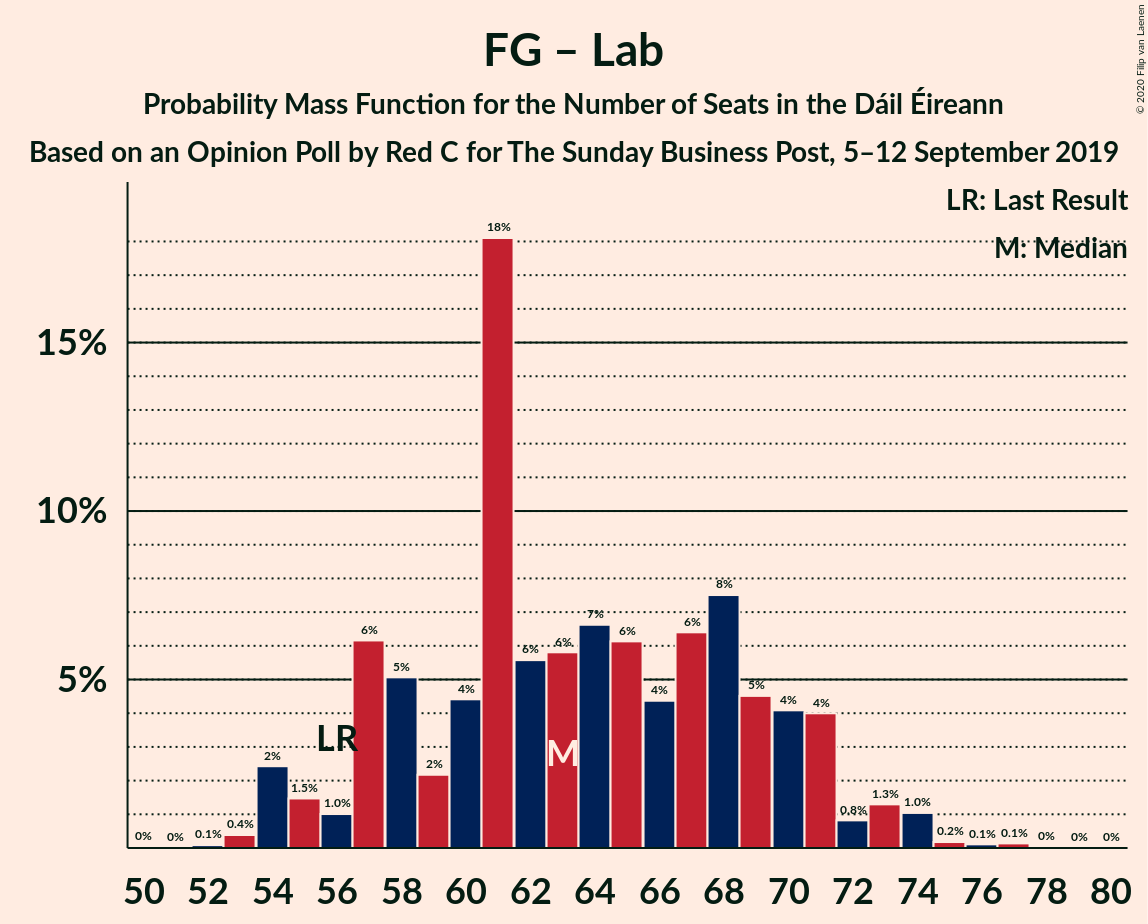 FG – Lab
Probability Mass Function for the Number of Seats in the Dáil Éireann
Based on an Opinion Poll by Red C for The Sunday Business Post, 5–12 September 2019
© 2020 Filip van Laenen
LR: Last Result
M: Median
15%
10%
5%
0% 0% 0.1% 0.4% 2% 1.5% 1.0% 6% 5% 2% 4% 18% 6% 6% 7% 6% 4% 6% 8% 5% 4% 4% 0.8% 1.3% 1.0% 0.2% 0.1% 0.1% 0% 0% 0%
LR
M
50 52 54 56 58 60 62 64 66 68 70 72 74 76 78 80